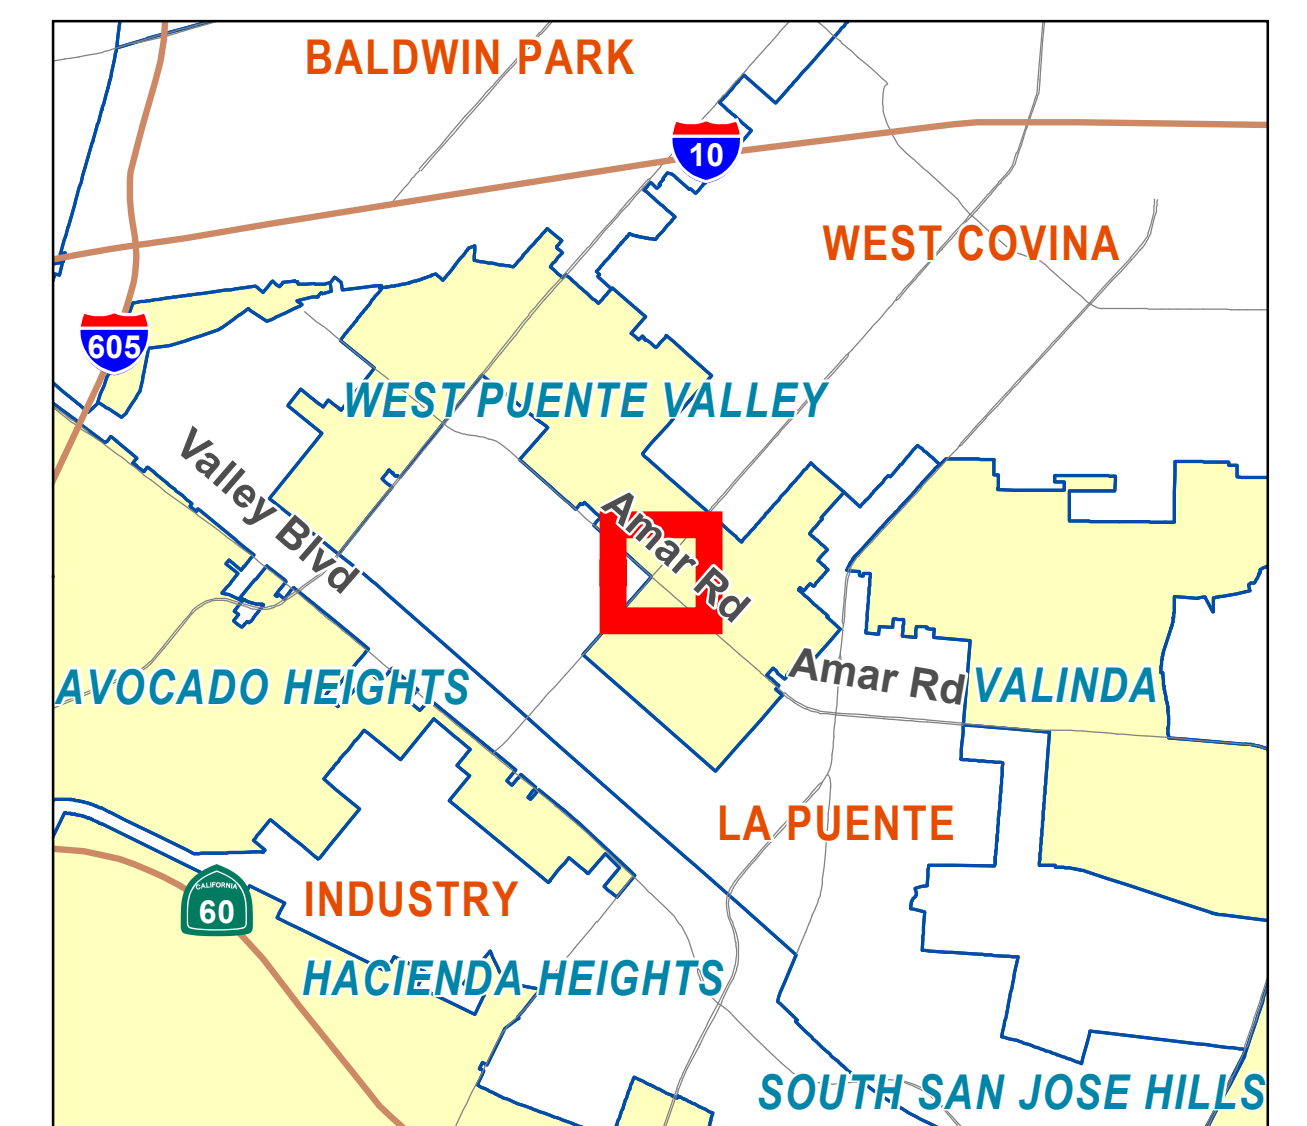 BALDWIN PARK
10
WEST COVINA
605
WEST PUENTE VALLEY
Valley Blvd
Amar Rd
Amar Rd
AVOCADO HEIGHTS
VALINDA
LA PUENTE
CALIFORNIA
60
INDUSTRY
HACIENDA HEIGHTS
SOUTH SAN JOSE HILLS